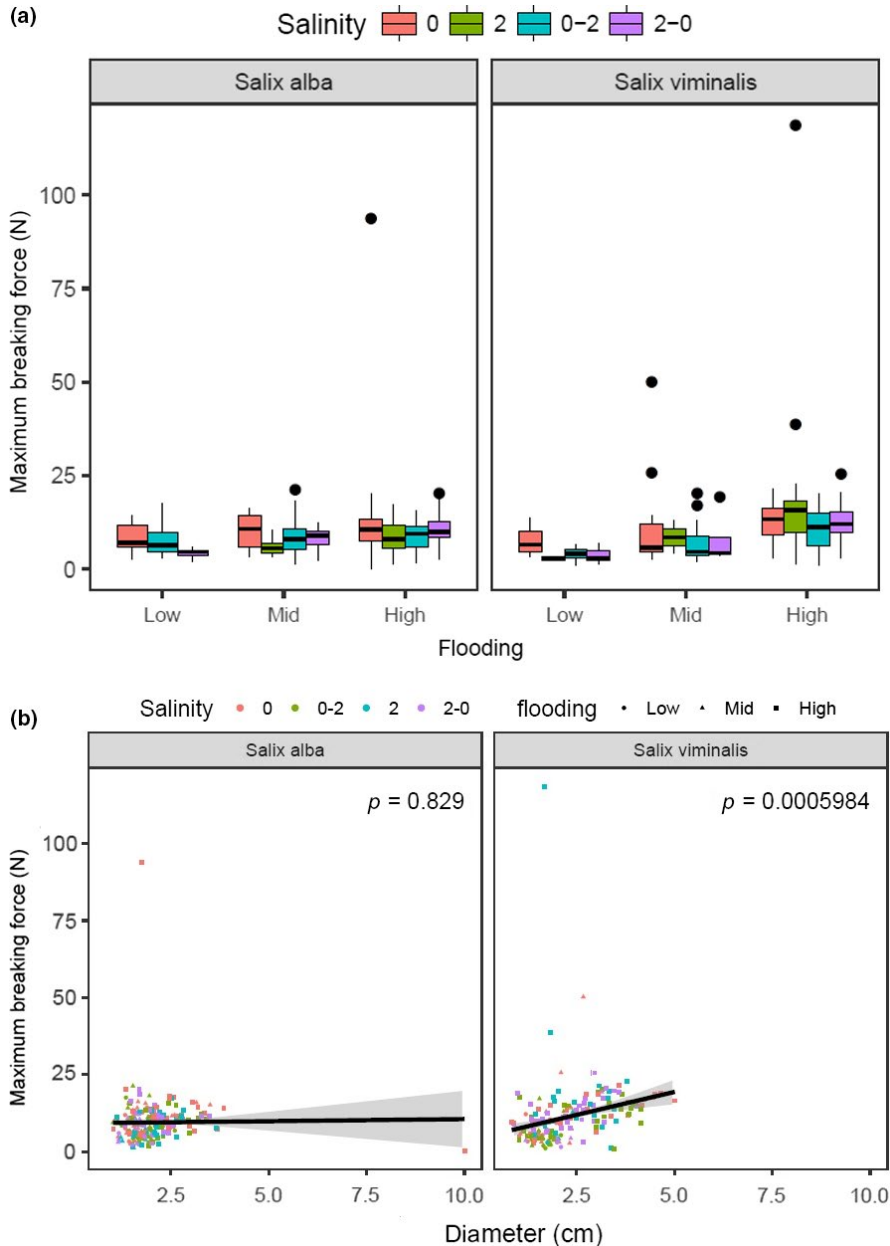 (a)
Salinity 0 2 0−2 2−0
Salix alba Salix viminalis
Maximum breaking force (N)
100
75
50
25
0
Low Mid High Low Mid High
Flooding
(b)
Salinity 0 0-2 2 2-0 flooding Low Mid High
Salix alba Salix viminalis
p = 0.829 p = 0.0005984
Maximum breaking force (N)
100
75
50
25
0
2.5 5.0 7.5 10.0 2.5 5.0 7.5 10.0
Diameter (cm)